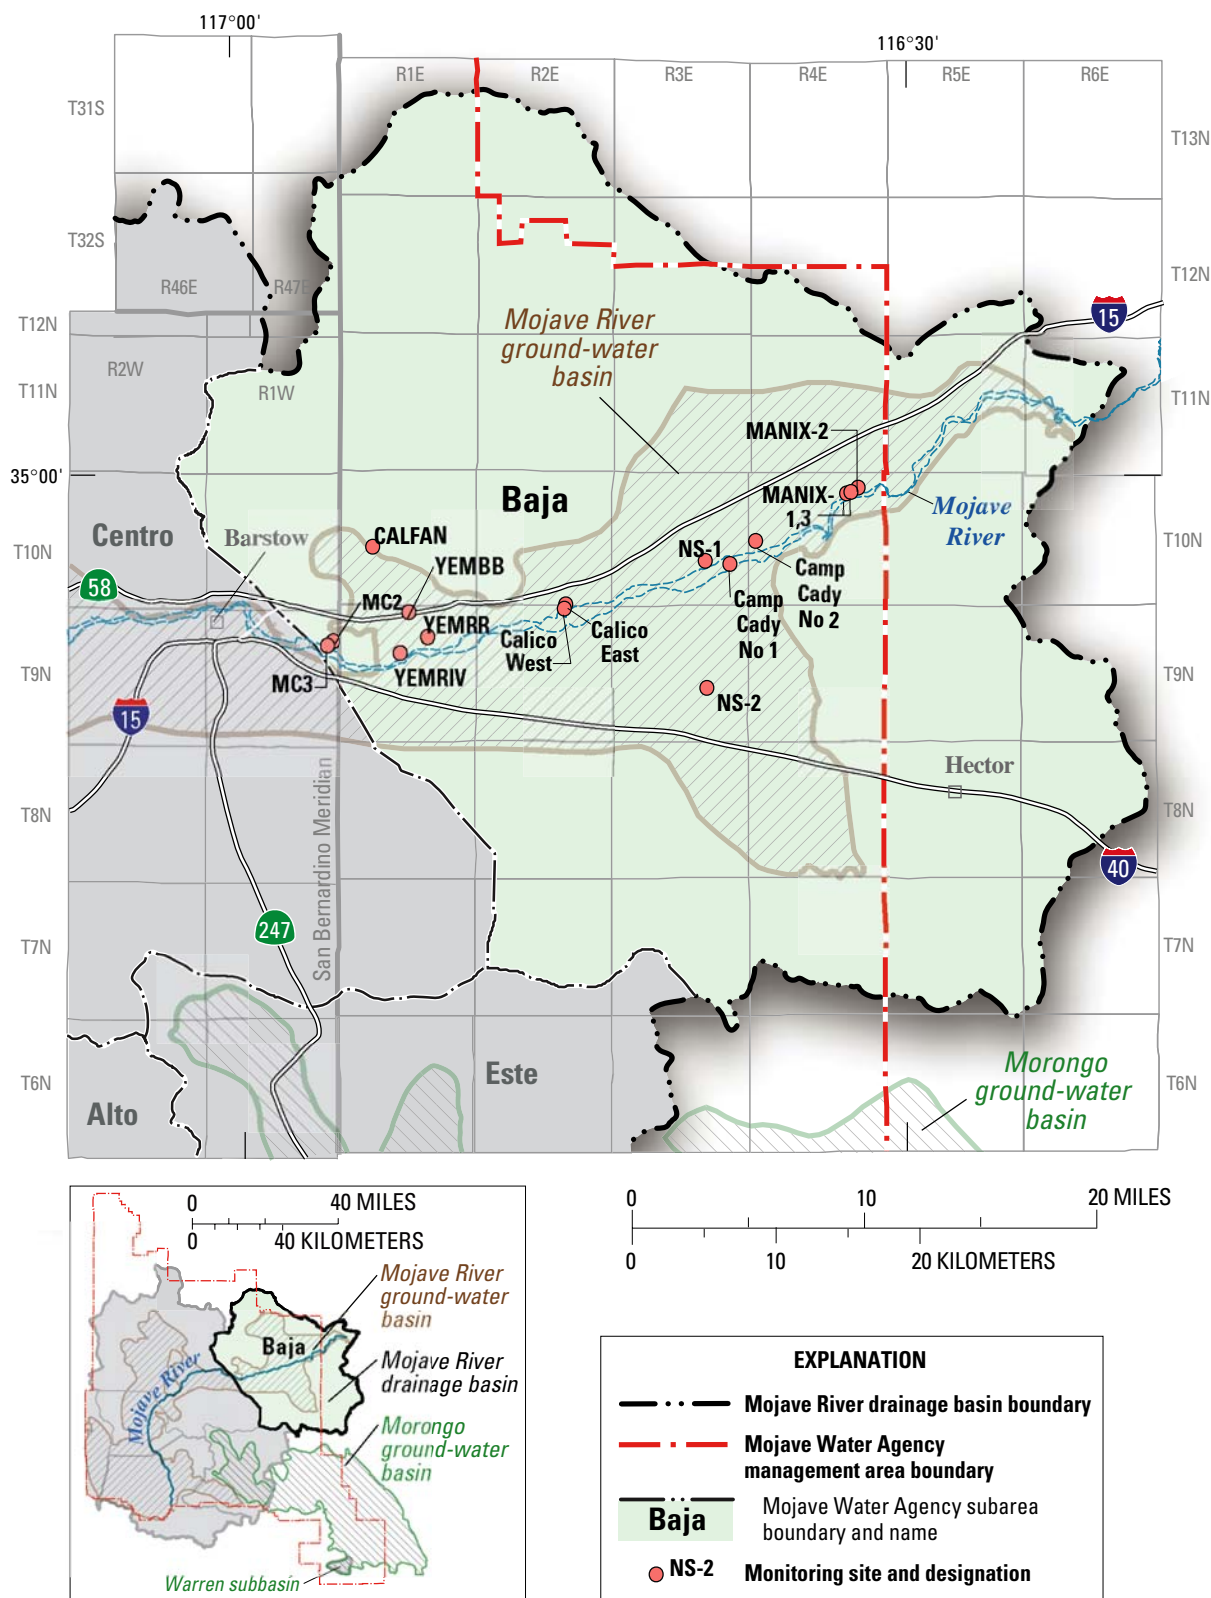 117°00'
116°30'
R1E
R2E
R3E
R4E
R5E
R6E
T31S
T13N
T32S
T12N
R46E
R47E
T12N
15
Mojave River
ground-water
basin
R2W
R1W
T11N
T11N
MANIX-2
35°00'
Baja
MANIX-
1,3
Mojave
River
Centro
Barstow
CALFAN
T10N
T10N
YEMBB
NS-1
Camp
Cady
No 2
58
MC2
YEMRR
Calico
West
Calico
East
Camp
Cady
No 1
T9N
MC3
YEMRIV
NS-2
T9N
15
Hector
San Bernardino Meridian
T8N
T8N
40
247
T7N
T7N
Este
Morongo
ground-water
basin
T6N
T6N
Alto
0 40 MILES
0 40 KILOMETERS
Mojave River
ground-water
basin
Baja
Mojave River
drainage basin
Mojave River
Morongo
ground-water
basin
Warren subbasin
0 10 20 MILES
0 10 20 KILOMETERS
EXPLANATION
Mojave River drainage basin boundary
Mojave Water Agency
management area boundary
Baja Mojave Water Agency subarea
boundary and name
NS-2 Monitoring site and designation